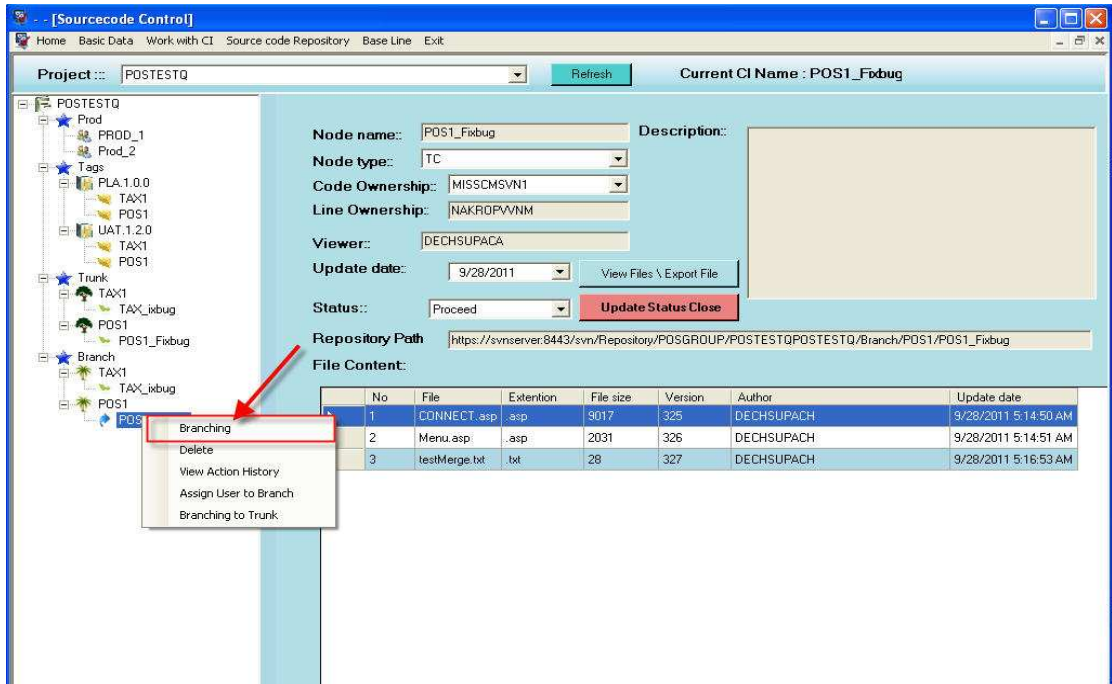 - - [Sourcecode Control]
Home Basic Data Work with CI Source code Repository Base Line Exit
Project ::: POSTESTQ Refresh Current CI Name : POS1_Fixbug
POSTESTQ
Prod
PROD_1
Prod_2
Tags
PLA.1.0.0
TAX1
POS1
UAT.1.2.0
TAX1
POS1
Trunk
TAX1
TAX_ixbug
POS1
POS1_Fixbug
Branch
TAX1
TAX_ixbug
POS1
POS
Branching
Delete
View Action History
Assign User to Branch
Branching to Trunk
Node name:: POS1_Fixbug Description::
Node type:: TC
Code Ownership:: MISSCMSVN1
Line Ownership:: NAKROPVVNM
Viewer:: DECHSUPACA
Update date:: 9/28/2011 View Files \ Export File
Status:: Proceed Update Status Close
Repository Path https://svnserver:8443/svn/Repository/POSGROUP/POSTESTQPOSTESTQ/Branch/POS1/POS1_Fixbug
File Content::
No File Extention File size Version Author Update date
1 CONNECT.asp .asp 9017 325 DECHSUPACH 9/28/2011 5:14:50 AM
2 Menu.asp .asp 2031 326 DECHSUPACH 9/28/2011 5:14:51 AM
3 testMerge.txt .txt 28 327 DECHSUPACH 9/28/2011 5:16:53 AM